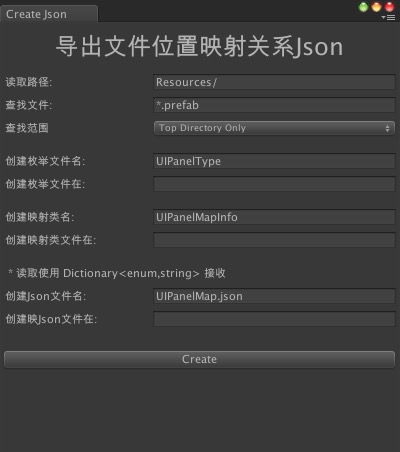 Create Json
导出文件位置映射关系Json
读取路径: Resources/
查找文件: *.prefab
查找范围 Top Directory Only
创建枚举文件名: UIPanelType
创建枚举文件在:
创建映射类名: UIPanelMapInfo
创建映射类文件在:
* 读取使用 Dictionary<enum,string> 接收
创建Json文件名: UIPanelMap.json
创建映Json文件在:
Create